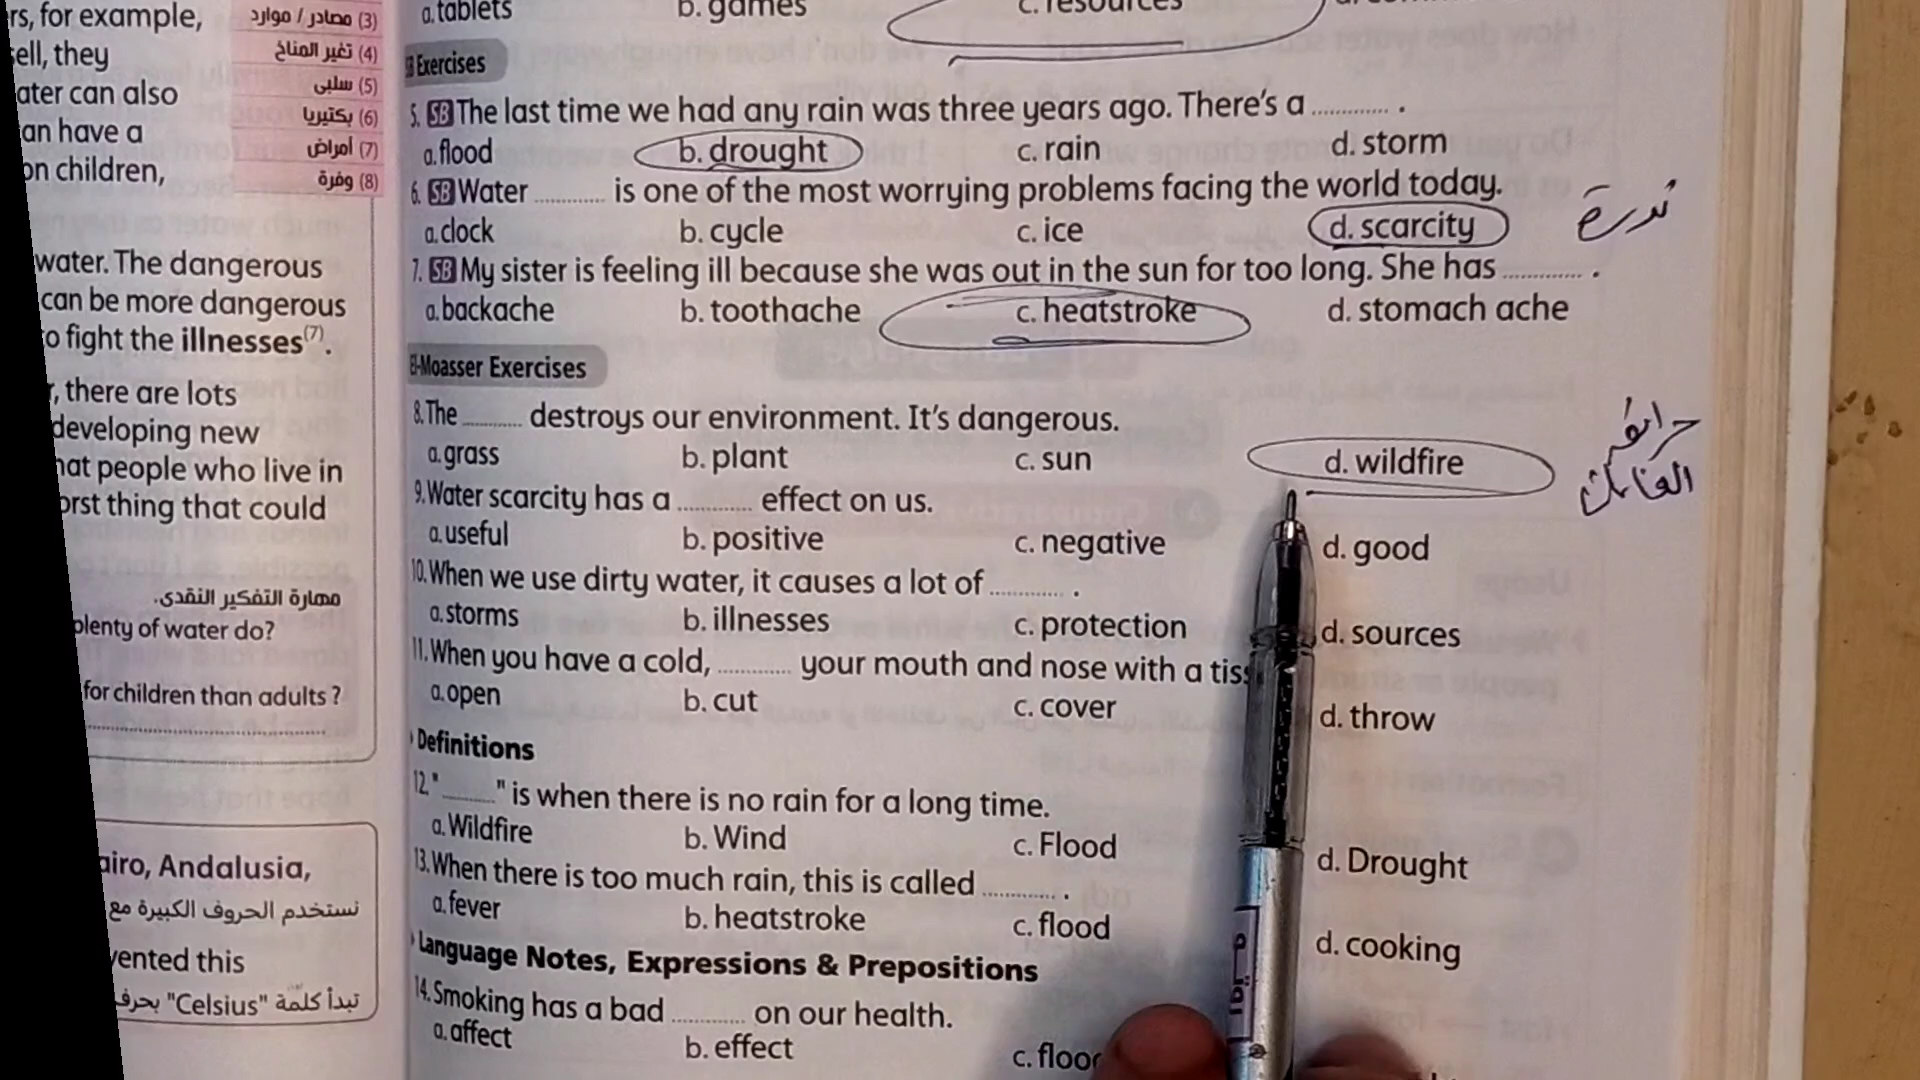 rs, for example,
ell, they
ater can also
an have a
on children,
(3) مصادر / موارد
(4) تغير المناخ
(5) سلبى
(6) بكتيريا
(7) أمراض
(8) وفرة
water. The dangerous
can be more dangerous
to fight the illnesses(7).
, there are lots
developing new
hat people who live in
orst thing that could
مهارة التفكير النقدى.
plenty of water do?
for children than adults ?
airo, Andalusia,
نستخدم الحروف الكبيرة مع
vented this
تبدأ كلمة "Celsius" بحرف
a. tablets b. games c. resources
Exercises
5. SB The last time we had any rain was three years ago. There's a ............ .
a. flood b. drought c. rain d. storm
6. SB Water ............ is one of the most worrying problems facing the world today.
a. clock b. cycle c. ice d. scarcity
ندرة
7. SB My sister is feeling ill because she was out in the sun for too long. She has ............ .
a. backache b. toothache c. heatstroke d. stomach ache
El-Moasser Exercises
8. The ............ destroys our environment. It's dangerous.
a. grass b. plant c. sun d. wildfire
حرائق
الغابات
9. Water scarcity has a ............ effect on us.
a. useful b. positive c. negative d. good
10. When we use dirty water, it causes a lot of ............ .
a. storms b. illnesses c. protection d. sources
11. When you have a cold, ............ your mouth and nose with a tiss
a. open b. cut c. cover d. throw
Definitions
12. "............" is when there is no rain for a long time.
a. Wildfire b. Wind c. Flood d. Drought
13. When there is too much rain, this is called ............ .
a. fever b. heatstroke c. flood d. cooking
Language Notes, Expressions & Prepositions
14. Smoking has a bad ............ on our health.
a. affect b. effect c. floor